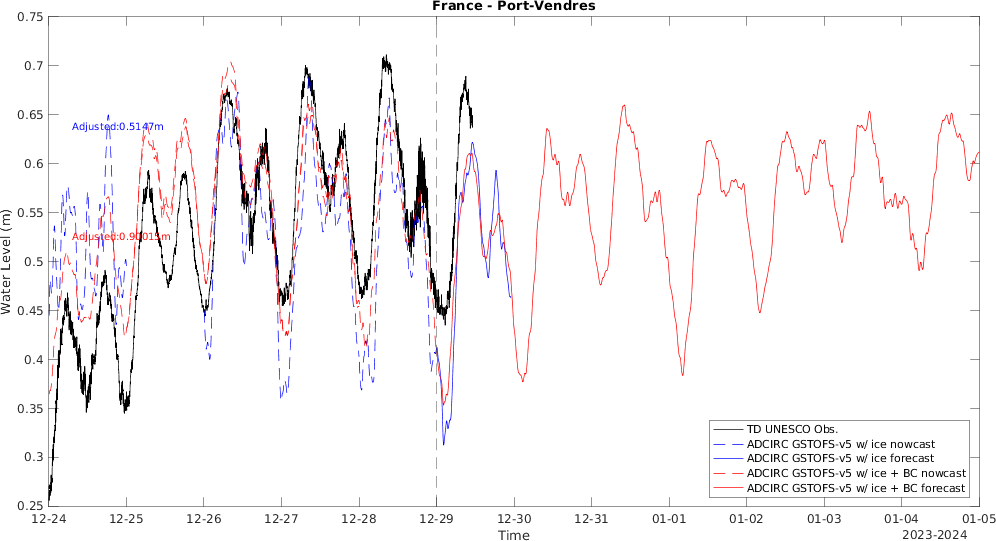 France - Port-Vendres
Water Level (m)
0.75
0.7
0.65
0.6
0.55
0.5
0.45
0.4
0.35
0.3
0.25
Adjusted:0.5147m
Adjusted:0.90015m
TD UNESCO Obs.
ADCIRC GSTOFS-v5 w/ ice nowcast
ADCIRC GSTOFS-v5 w/ ice forecast
ADCIRC GSTOFS-v5 w/ ice + BC nowcast
ADCIRC GSTOFS-v5 w/ ice + BC forecast
12-24 12-25 12-26 12-27 12-28 12-29 12-30 12-31 01-01 01-02 01-03 01-04 01-05
Time
2023-2024